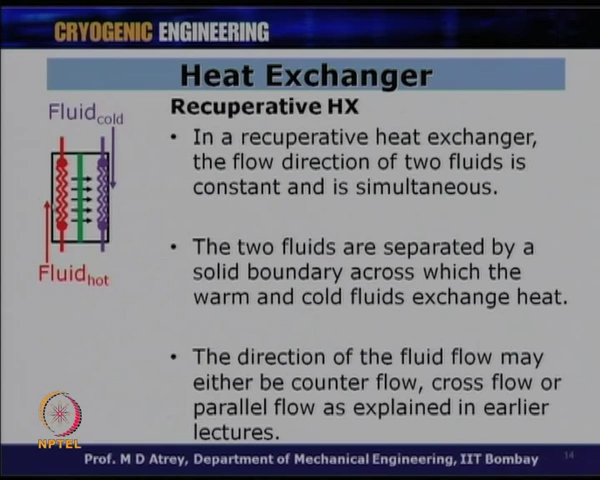 CRYOGENIC ENGINEERING
Heat Exchanger
Fluidcold
Fluidhot
Recuperative HX
• In a recuperative heat exchanger,
the flow direction of two fluids is
constant and is simultaneous.
• The two fluids are separated by a
solid boundary across which the
warm and cold fluids exchange heat.
• The direction of the fluid flow may
either be counter flow, cross flow or
parallel flow as explained in earlier
lectures.
NPTEL
Prof. M D Atrey, Department of Mechanical Engineering, IIT Bombay
14